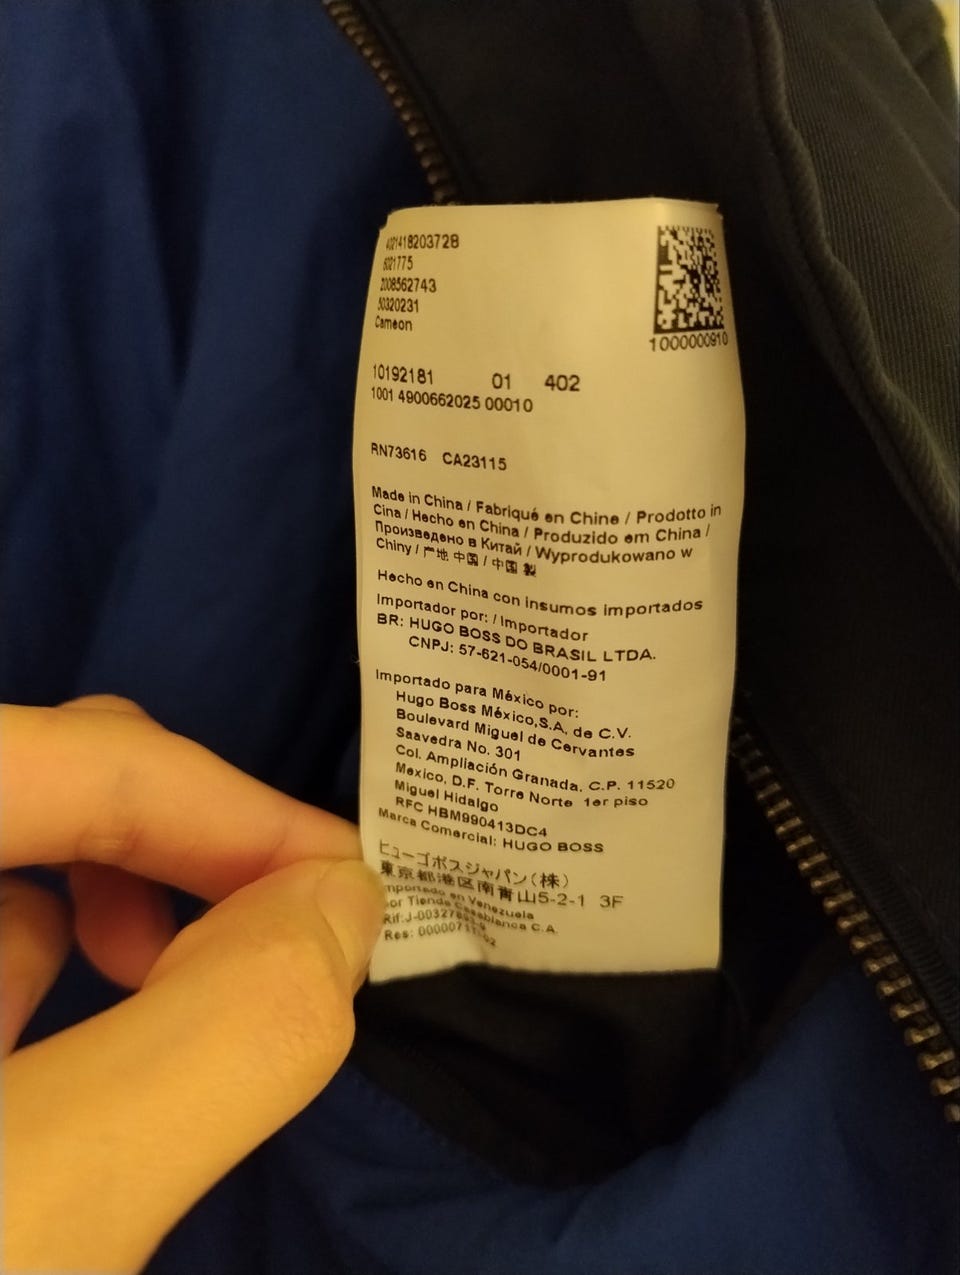 4021418203728
6021775
2008562743
50320231
Cameon
1000000910
10192181 01 402
1001 4900662025 00010
RN73616 CA23115
Made in China / Fabriqué en Chine / Prodotto in
Cina / Hecho en China / Produzido em China /
Произведено в Китай / Wyprodukowano w
Chiny / 产地 中国 / 中国 製
Hecho en China con insumos importados
Importador por: / Importador
BR: HUGO BOSS DO BRASIL LTDA.
CNPJ: 57-621-054/0001-91
Importado para México por:
Hugo Boss México,S.A. de C.V.
Boulevard Miguel de Cervantes
Saavedra No. 301
Col. Ampliación Granada, C.P. 11520
Mexico, D.F. Torre Norte 1er piso
Miguel Hidalgo
RFC HBM990413DC4
Marca Comercial: HUGO BOSS
ヒューゴボスジャパン(株)
東京都港区南青山5-2-1 3F
en Venezuela
por Tienda Casablanca C.A.
Res: